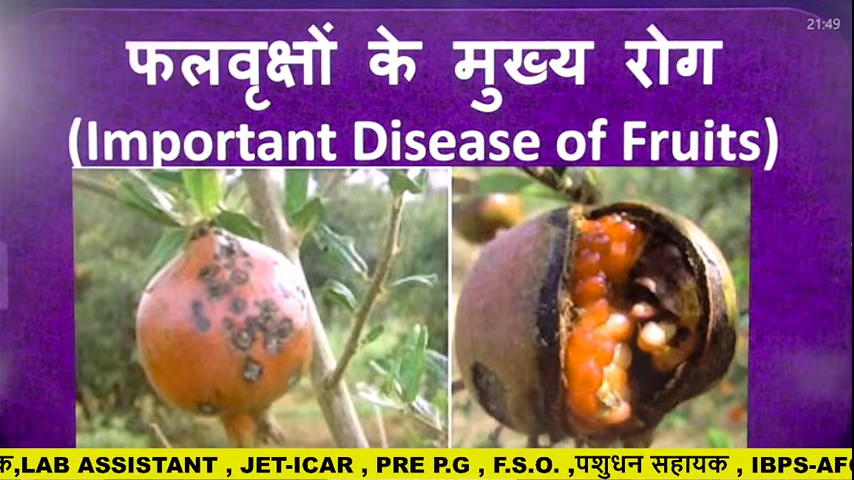 21:49
फलवृक्षों के मुख्य रोग
(Important Disease of Fruits)
क,LAB ASSISTANT , JET-ICAR , PRE P.G , F.S.O. ,पशुधन सहायक , IBPS-AF